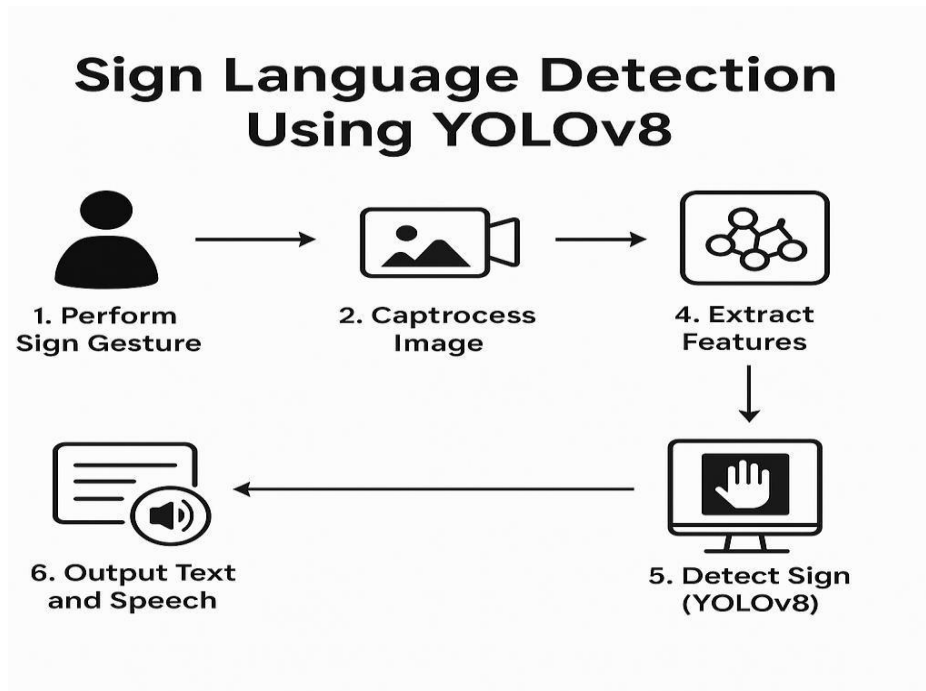 Sign Language Detection
Using YOLOv8
1. Perform
Sign Gesture
2. Captrocess
Image
4. Extract
Features
5. Detect Sign
(YOLOv8)
6. Output Text
and Speech